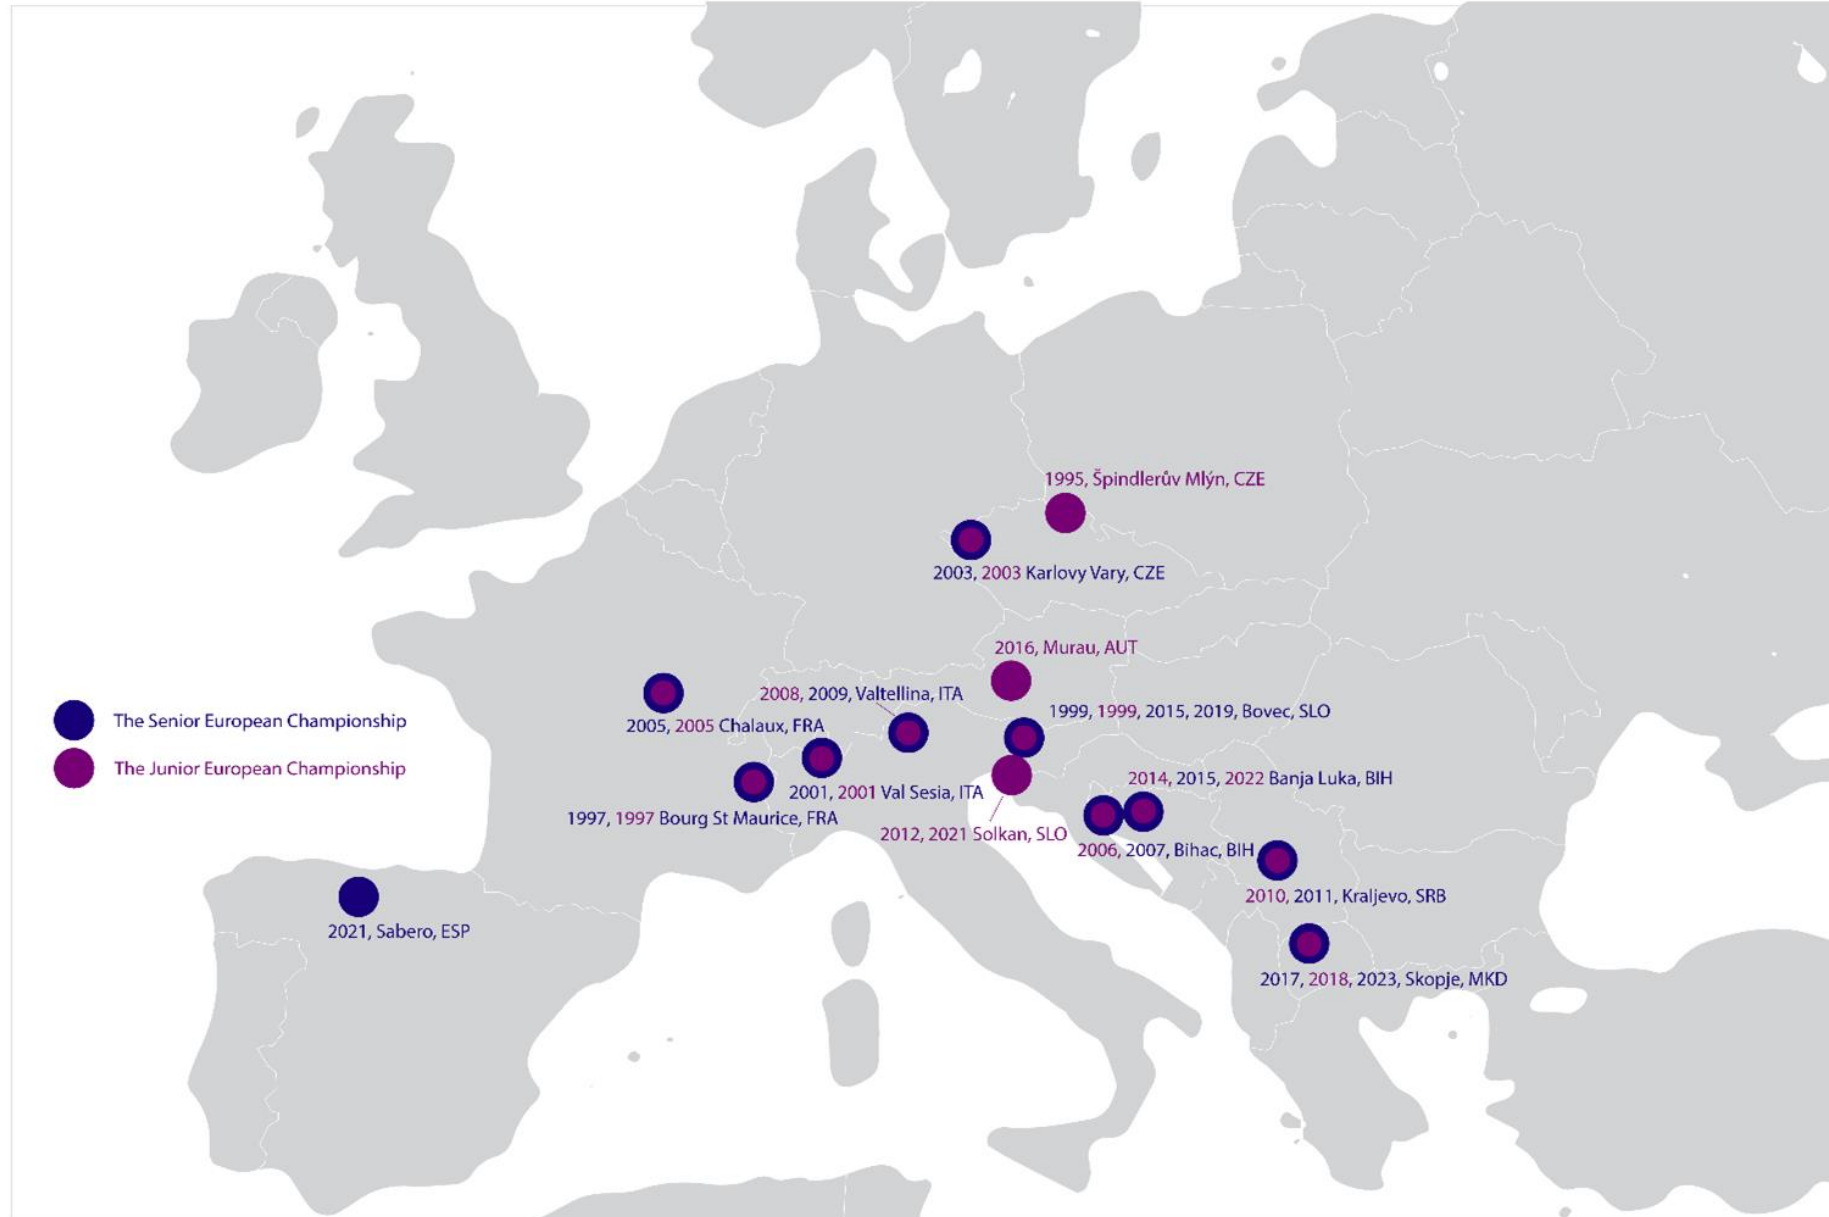 1995, Špindlerův Mlýn, CZE
2003, 2003 Karlovy Vary, CZE
2016, Murau, AUT
2008, 2009, Valtellina, ITA
1999, 1999, 2015, 2019, Bovec, SLO
The Senior European Championship
2005, 2005 Chalaux, FRA
The Junior European Championship
2014, 2015, 2022 Banja Luka, BIH
2001, 2001 Val Sesia, ITA
1997, 1997 Bourg St Maurice, FRA
2012, 2021 Solkan, SLO
2006, 2007, Bihac, BIH
2010, 2011, Kraljevo, SRB
2021, Sabero, ESP
2017, 2018, 2023, Skopje, MKD